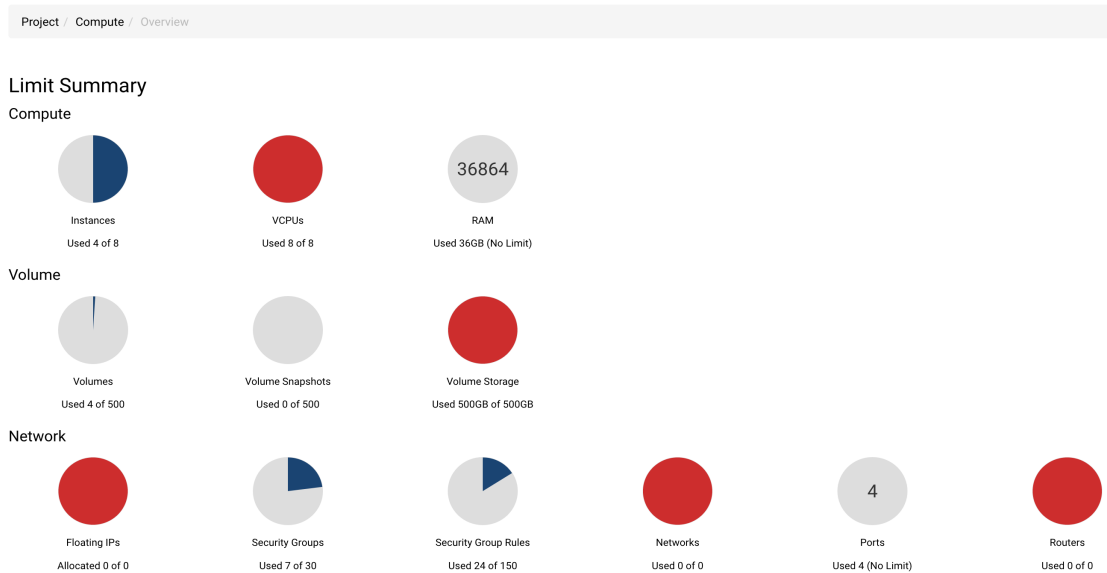 Project / Compute / Overview
Limit Summary
Compute
36864
Instances VCPUs RAM
Used 4 of 8 Used 8 of 8 Used 36GB (No Limit)
Volume
Volumes Volume Snapshots Volume Storage
Used 4 of 500 Used 0 of 500 Used 500GB of 500GB
Network
4
Floating IPs Security Groups Security Group Rules Networks Ports Routers
Allocated 0 of 0 Used 7 of 30 Used 24 of 150 Used 0 of 0 Used 4 (No Limit) Used 0 of 0